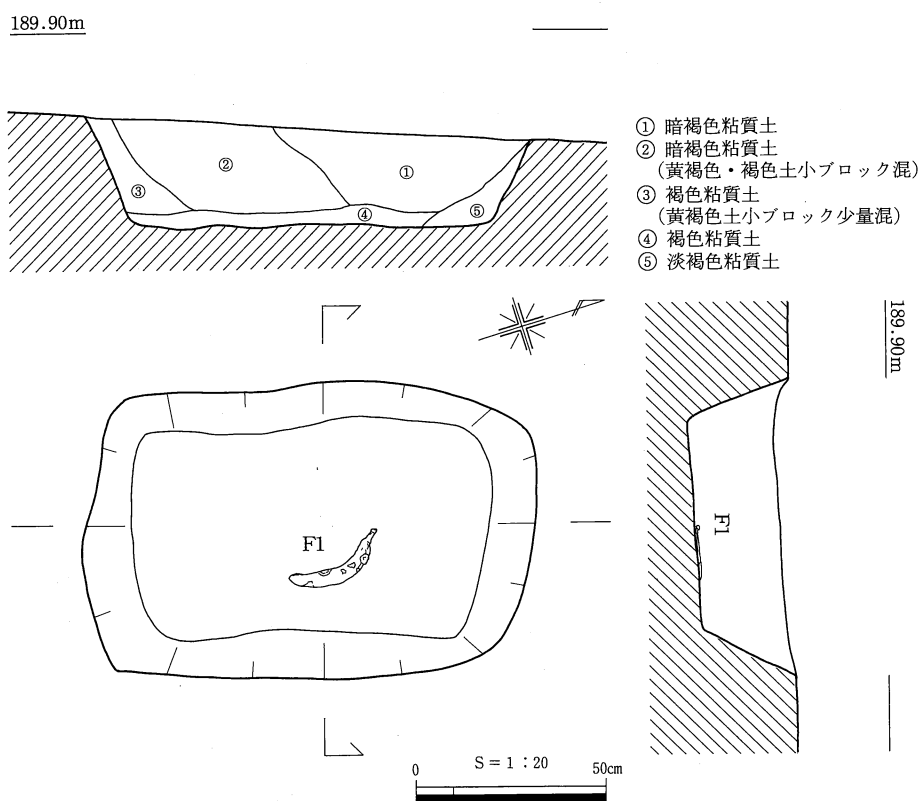 189.90m
① 暗褐色粘質土
② 暗褐色粘質土
(黄褐色・褐色土小ブロック混)
③ 褐色粘質土
(黄褐色土小ブロック少量混)
④ 褐色粘質土
⑤ 淡褐色粘質土
②
①
③
④
⑤
189.90m
F1
F1
S = 1 : 20
0 50cm